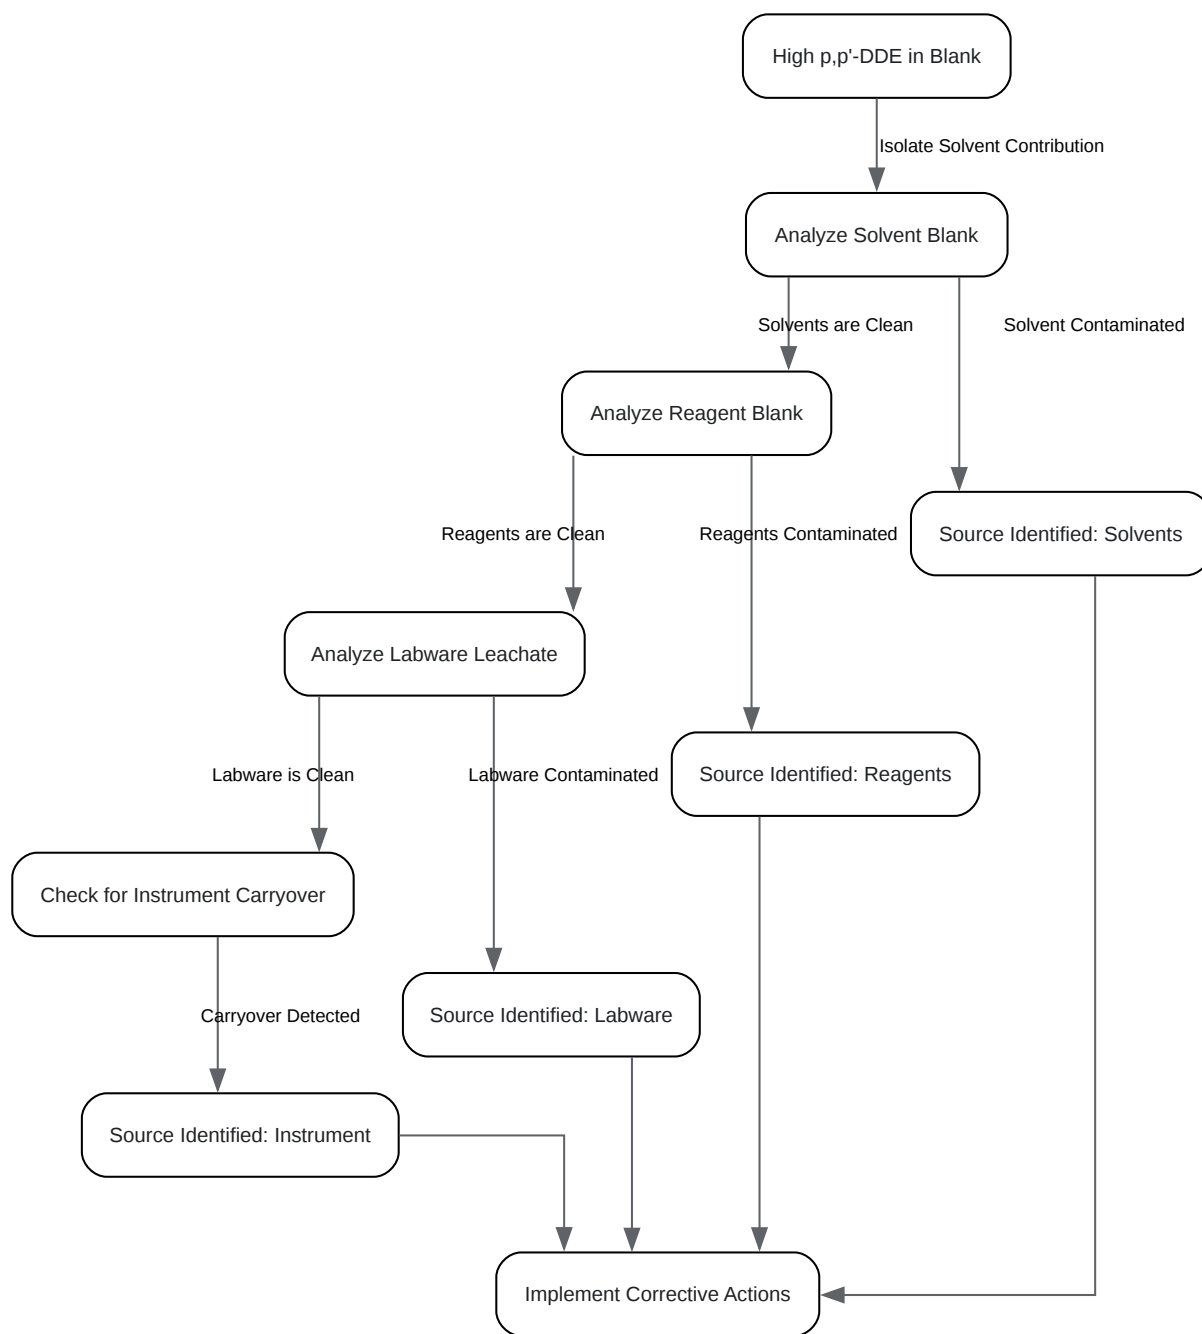 High p,p'-DDE in Blank
Isolate Solvent Contribution
Analyze Solvent Blank
Solvents are Clean
Solvent Contaminated
Analyze Reagent Blank
Reagents are Clean
Reagents Contaminated
Source Identified: Solvents
Analyze Labware Leachate
Labware is Clean
Labware Contaminated
Source Identified: Reagents
Check for Instrument Carryover
Carryover Detected
Source Identified: Labware
Source Identified: Instrument
Implement Corrective Actions